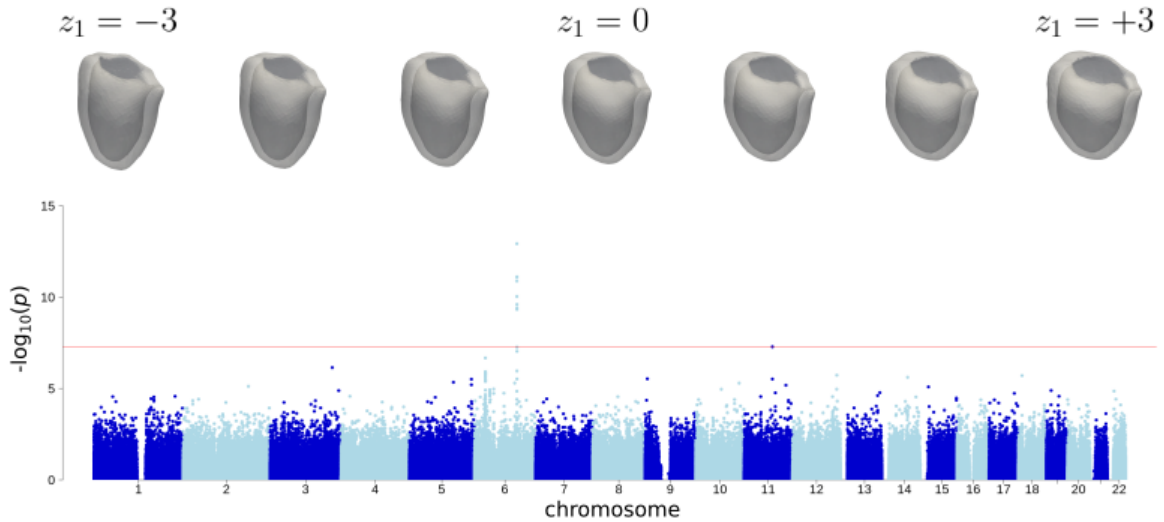 z₁ = −3 z₁ = 0 z₁ = +3
15
10
5
0
-log₁₀(p)
1 2 3 4 5 6 7 8 9 10 11 12 13 14 15 16 17 18 20 22
chromosome